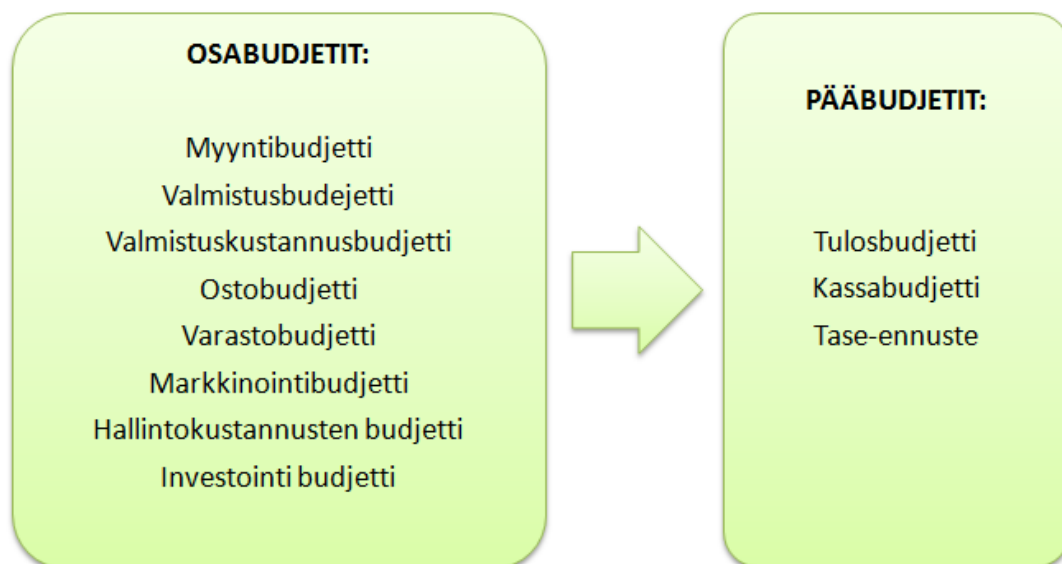 OSABUDJETIT:
Myyntibudjetti
Valmistusbudejetti
Valmistuskustannusbudjetti
Ostobudjetti
Varastobudjetti
Markkinointibudjetti
Hallintokustannusten budjetti
Investointi budjetti
PÄÄBUDJETIT:
Tulosbudjetti
Kassabudjetti
Tase-ennuste